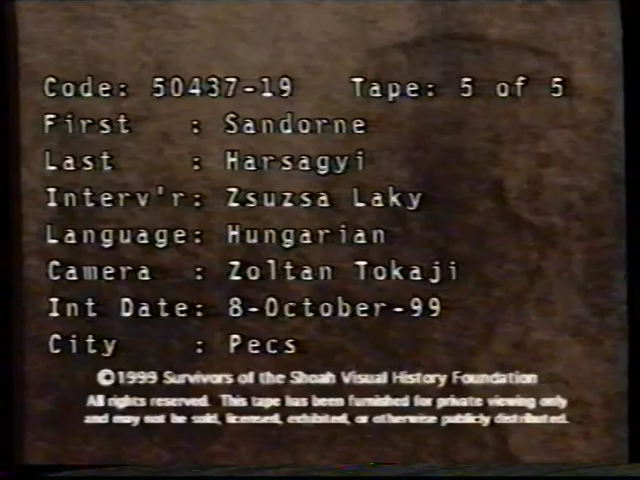 Code: 50437-19 Tape: 5 of 5
First : Sandorne
Last : Harsagyi
Interv'r: Zsuzsa Laky
Language: Hungarian
Camera : Zoltan Tokaji
Int Date: 8-October-99
City : Pecs
©1999 Survivors of the Shoah Visual History Foundation
All rights reserved. This tape has been furnished for private viewing only
and may not be sold, licensed, exhibited, or otherwise publicly distributed.